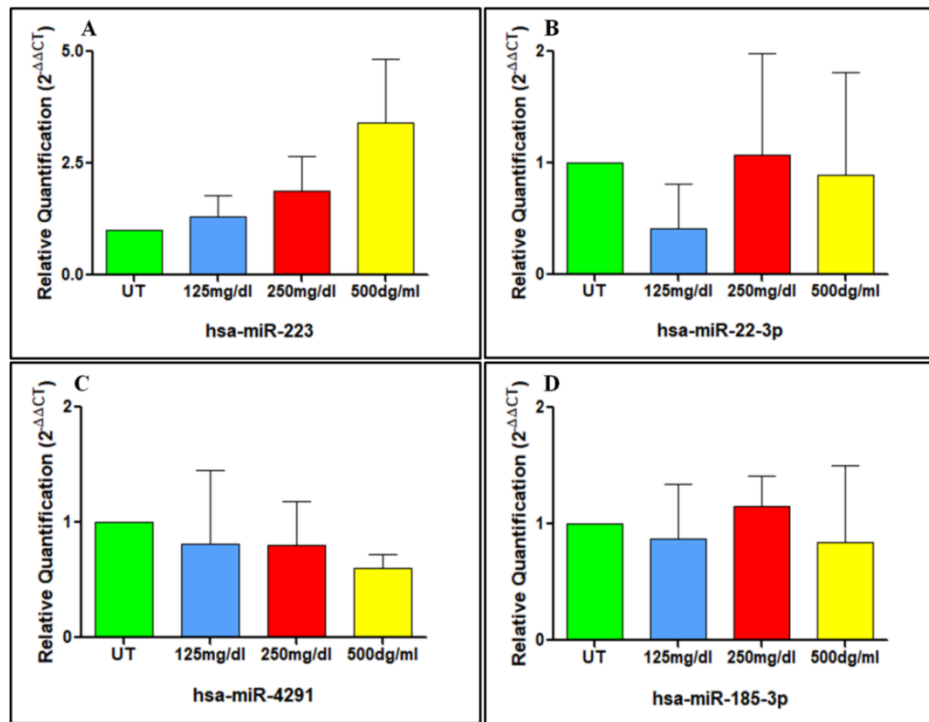 A
Relative Quantification (2^-ΔΔCT)
5.0
2.5
0.0
UT 125mg/dl 250mg/dl 500dg/ml
hsa-miR-223
B
Relative Quantification (2^-ΔΔCT)
2
1
0
UT 125mg/dl 250mg/dl 500dg/ml
hsa-miR-22-3p
C
Relative Quantification (2^-ΔΔCT)
2
1
0
UT 125mg/dl 250mg/dl 500dg/ml
hsa-miR-4291
D
Relative Quantification (2^-ΔΔCT)
2
1
0
UT 125mg/dl 250mg/dl 500dg/ml
hsa-miR-185-3p